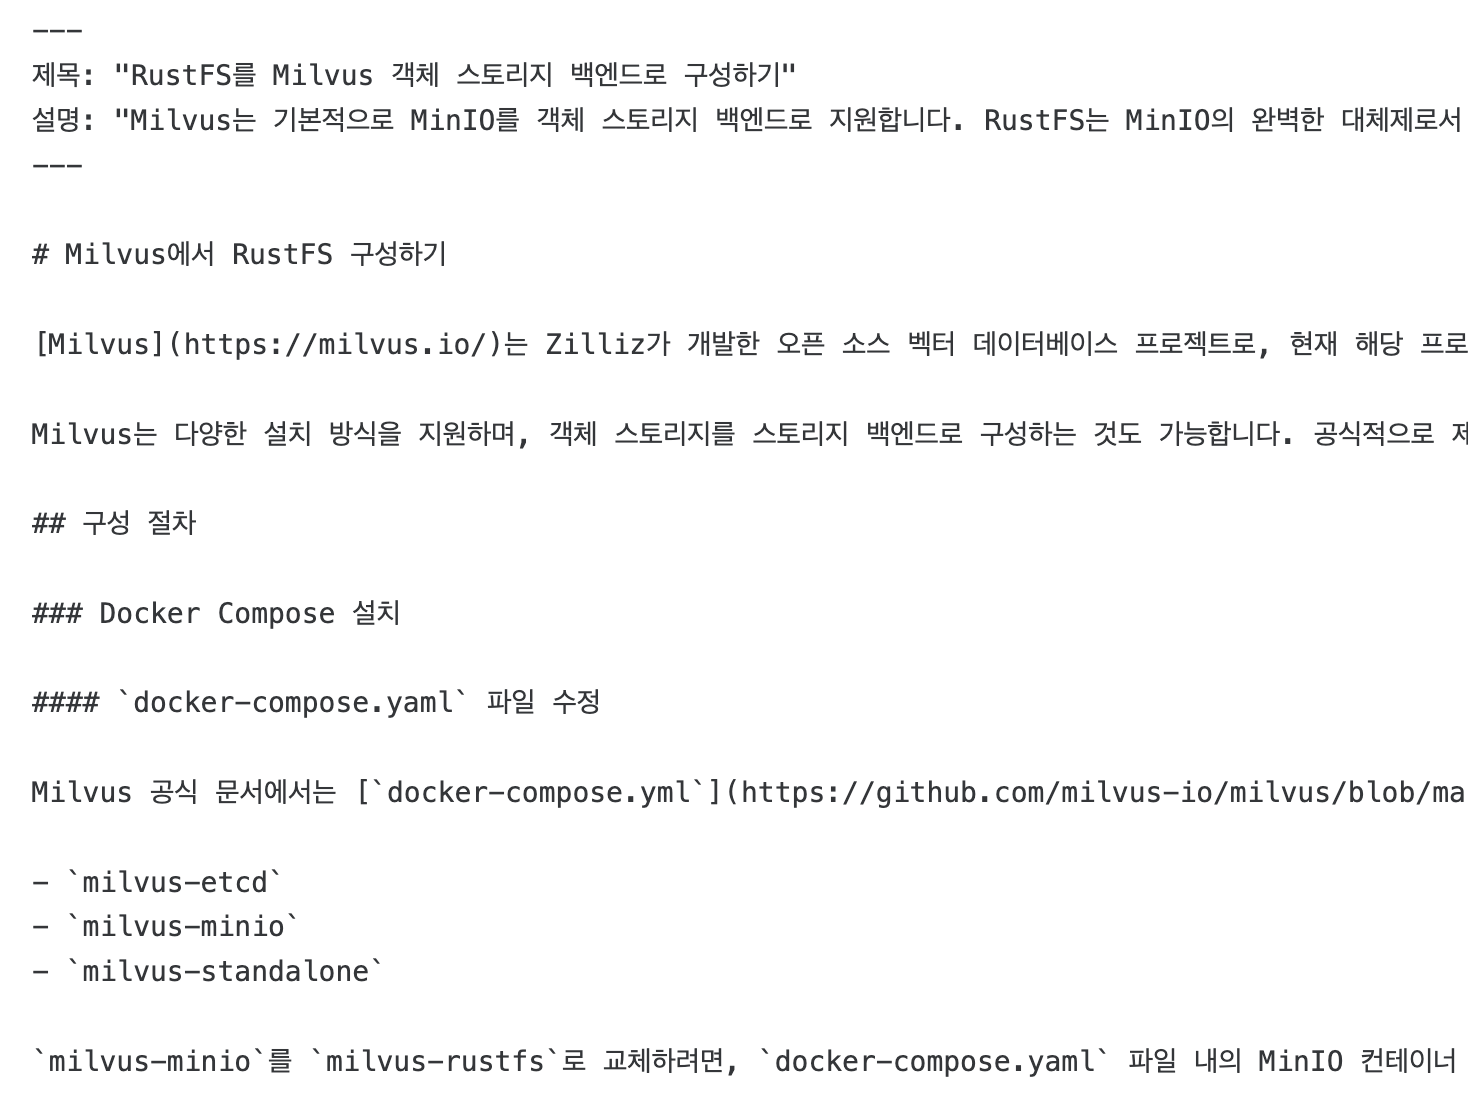 ---
제목: "RustFS를 Milvus 객체 스토리지 백엔드로 구성하기"
설명: "Milvus는 기본적으로 MinIO를 객체 스토리지 백엔드로 지원합니다. RustFS는 MinIO의 완벽한 대체제로서
---
# Milvus에서 RustFS 구성하기
[Milvus](https://milvus.io/)는 Zilliz가 개발한 오픈 소스 벡터 데이터베이스 프로젝트로, 현재 해당 프로
Milvus는 다양한 설치 방식을 지원하며, 객체 스토리지를 스토리지 백엔드로 구성하는 것도 가능합니다. 공식적으로
## 구성 절차
### Docker Compose 설치
#### `docker-compose.yaml` 파일 수정
Milvus 공식 문서에서는 [`docker-compose.yml`](https://github.com/milvus-io/milvus/blob/ma
- `milvus-etcd`
- `milvus-minio`
- `milvus-standalone`
`milvus-minio`를 `milvus-rustfs`로 교체하려면, `docker-compose.yaml` 파일 내의 MinIO 컨테이너